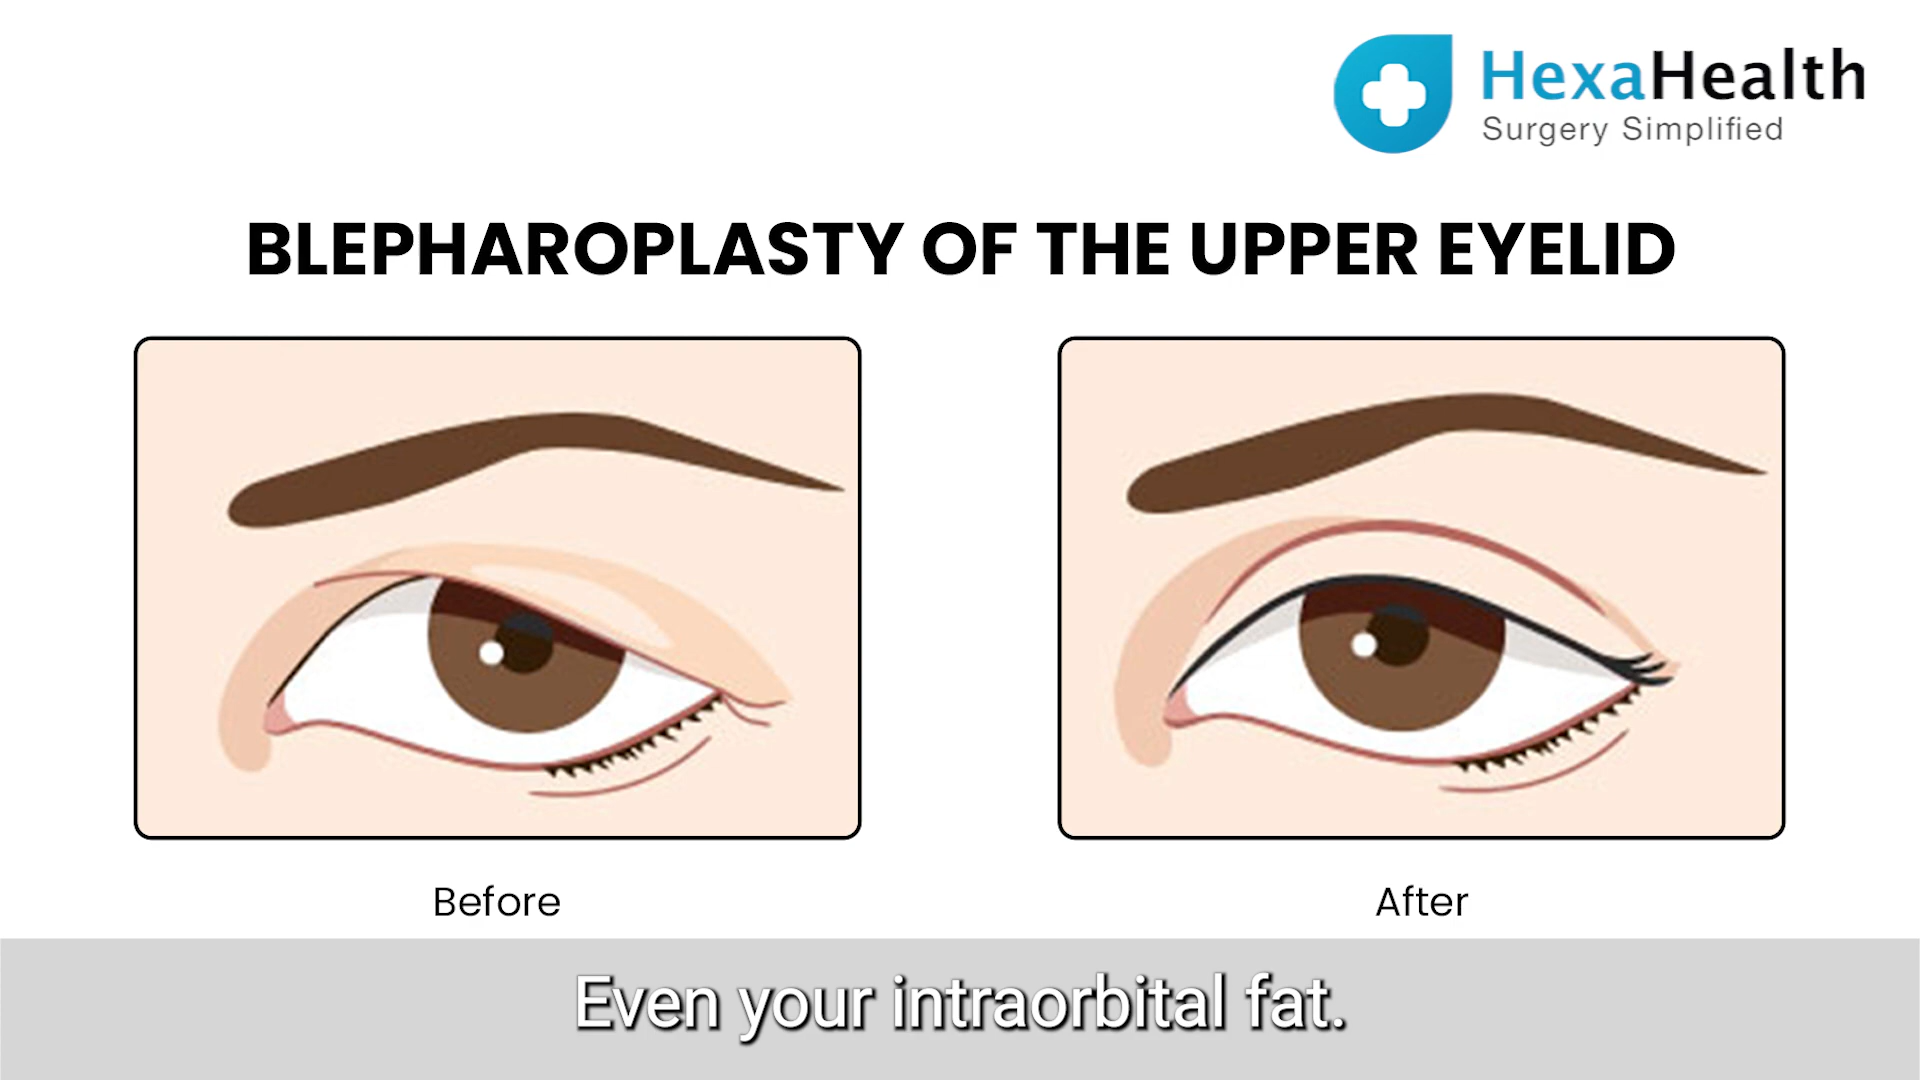 HexaHealth
Surgery Simplified
BLEPHAROPLASTY OF THE UPPER EYELID
Before
After
Even your intraorbital fat.